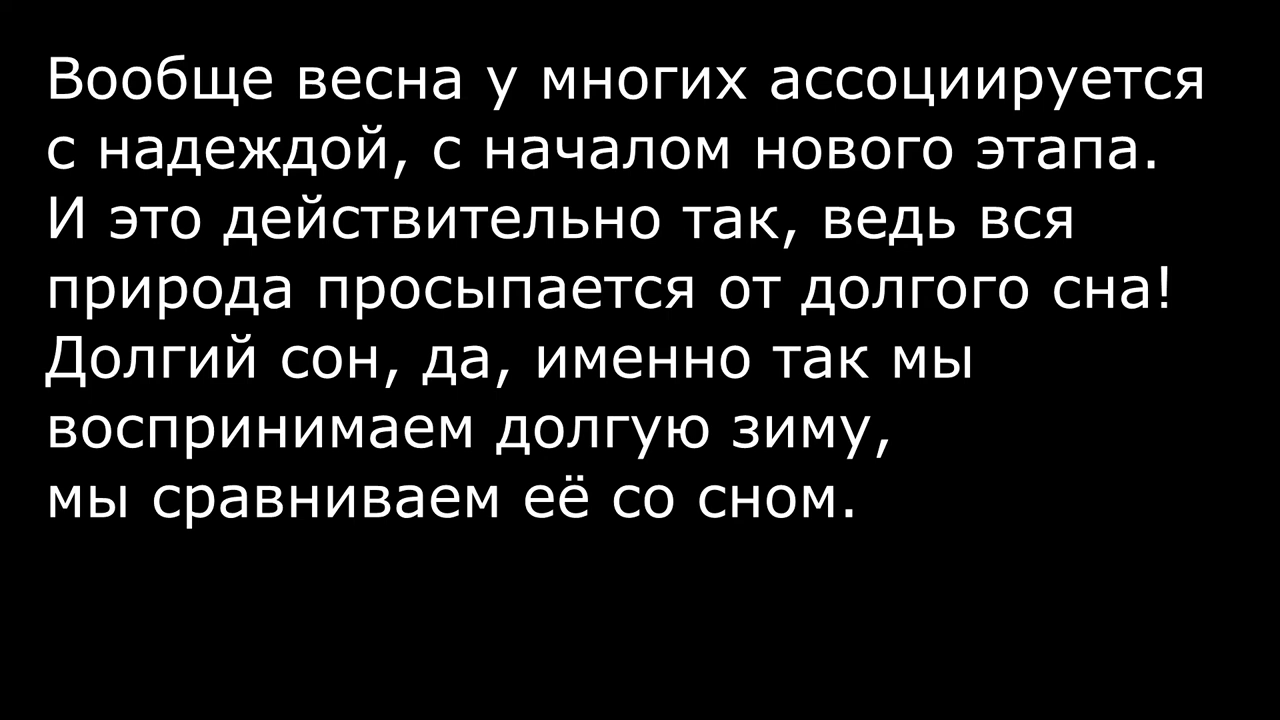 Вообще весна у многих ассоциируется
с надеждой, с началом нового этапа.
И это действительно так, ведь вся
природа просыпается от долгого сна!
Долгий сон, да, именно так мы
воспринимаем долгую зиму,
мы сравниваем её со сном.